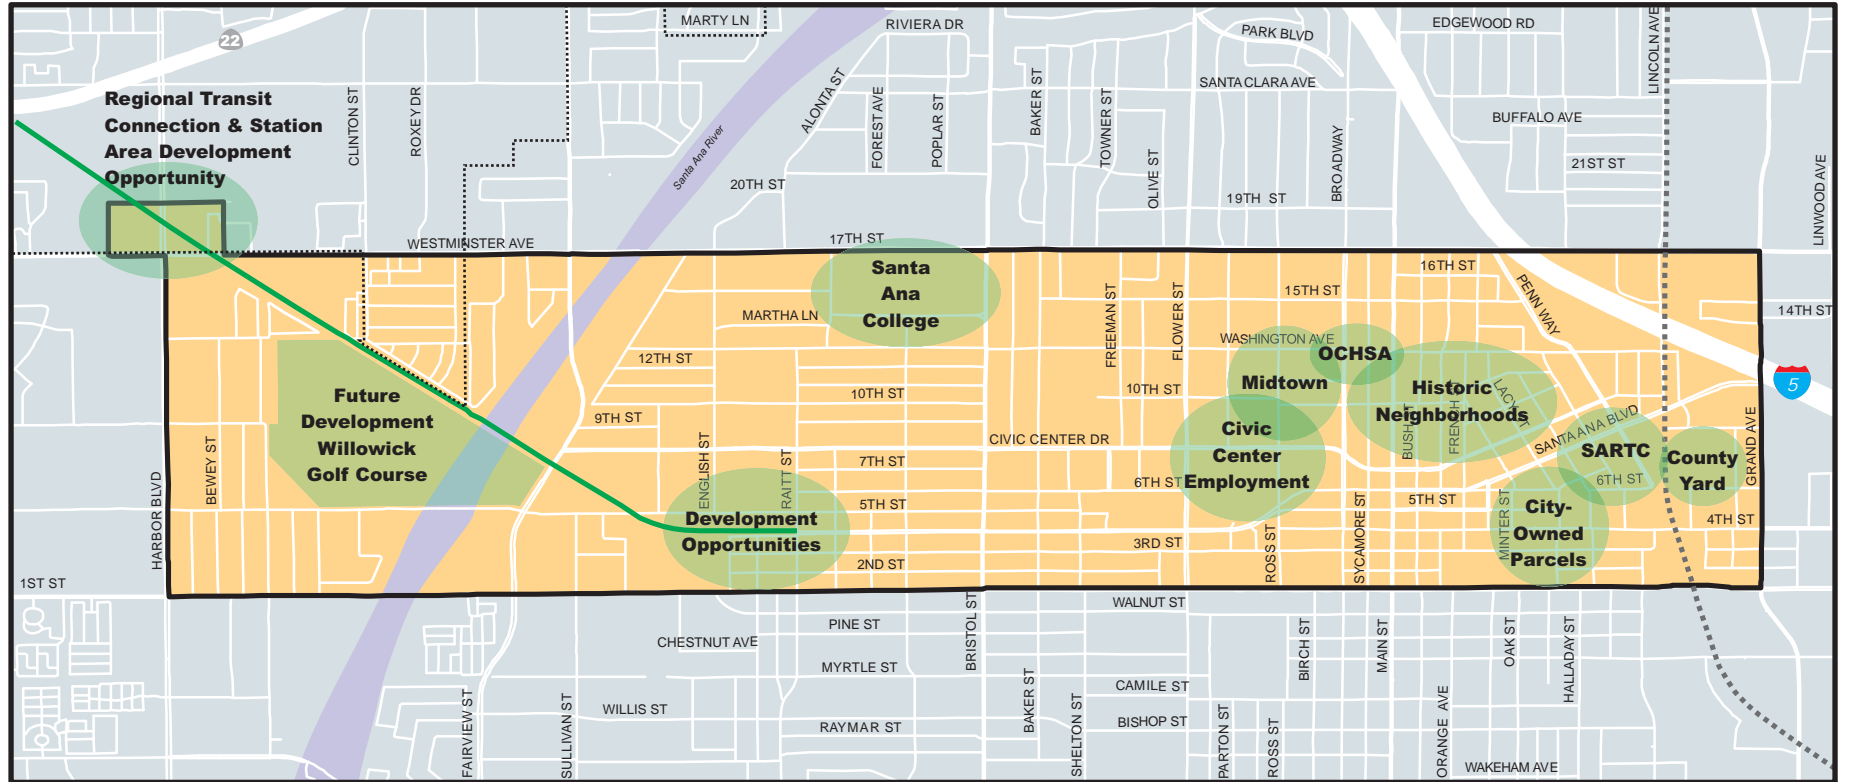 MARTY LN
RIVIERA DR
EDGEWOOD RD
LINCOLN AVE
22
PARK BLVD
SANTA CLARA AVE
Regional Transit
Connection & Station
Area Development
Opportunity
CLINTON ST
ROXEY DR
ALONTA ST
FOREST AVE
POPLAR ST
BAKER ST
TOWNER ST
OLIVE ST
BROADWAY
BUFFALO AVE
21ST ST
LINWOOD AVE
Santa Ana River
20TH ST
19TH ST
WESTMINSTER AVE
17TH ST
Santa
Ana
College
16TH ST
15TH ST
PENN WAY
14TH ST
MARTHA LN
FREEMAN ST
FLOWER ST
WASHINGTON AVE
OCHSA
12TH ST
Midtown
10TH ST
10TH ST
Historic
Neighborhoods
LACY ST
BUSH ST
FRENCH ST
Future
Development
Willowick
Golf Course
9TH ST
Civic
Center
Employment
CIVIC CENTER DR
SANTA ANA BLVD
SARTC
County
Yard
GRAND AVE
HARBOR BLVD
BEWEY ST
ENGLISH ST
RAITT ST
7TH ST
6TH ST
6TH ST
5TH ST
5TH ST
Development
Opportunities
City-
Owned
Parcels
MINTER ST
4TH ST
3RD ST
2ND ST
ROSS ST
SYCAMORE ST
5
1ST ST
WALNUT ST
BRISTOL ST
PINE ST
CHESTNUT AVE
MYRTLE ST
BIRCH ST
MAIN ST
OAK ST
HALLADAY ST
CAMILE ST
BAKER ST
SHELTON ST
FAIRVIEW ST
SULLIVAN ST
WILLIS ST
RAYMAR ST
BISHOP ST
PARTON ST
ROSS ST
ORANGE AVE
WAKEHAM AVE